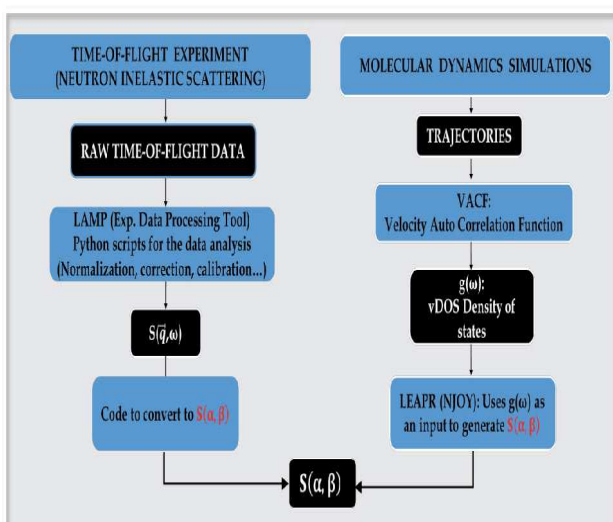 TIME-OF-FLIGHT EXPERIMENT
(NEUTRON INELASTIC SCATTERING)
RAW TIME-OF-FLIGHT DATA
LAMP (Exp. Data Processing Tool)
Python scripts for the data analysis
(Normalization, correction, calibration...)
S(q⃗,ω)
Code to convert to S(α, β)
MOLECULAR DYNAMICS SIMULATIONS
TRAJECTORIES
VACF:
Velocity Auto Correlation Function
g(ω):
vDOS Density of
states
LEAPR (NJOY): Uses g(ω) as
an input to generate S(α, β)
S(α, β)